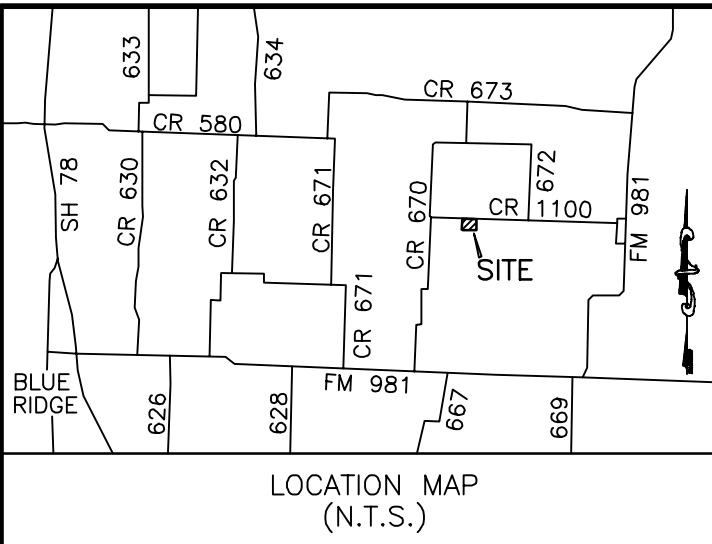 633
634
CR 673
CR 580
SH 78
CR 630
CR 632
CR 671
CR 670
672
CR 1100
FM 981
SITE
CR 671
BLUE
RIDGE
FM 981
626
628
667
669
LOCATION MAP
(N.T.S.)